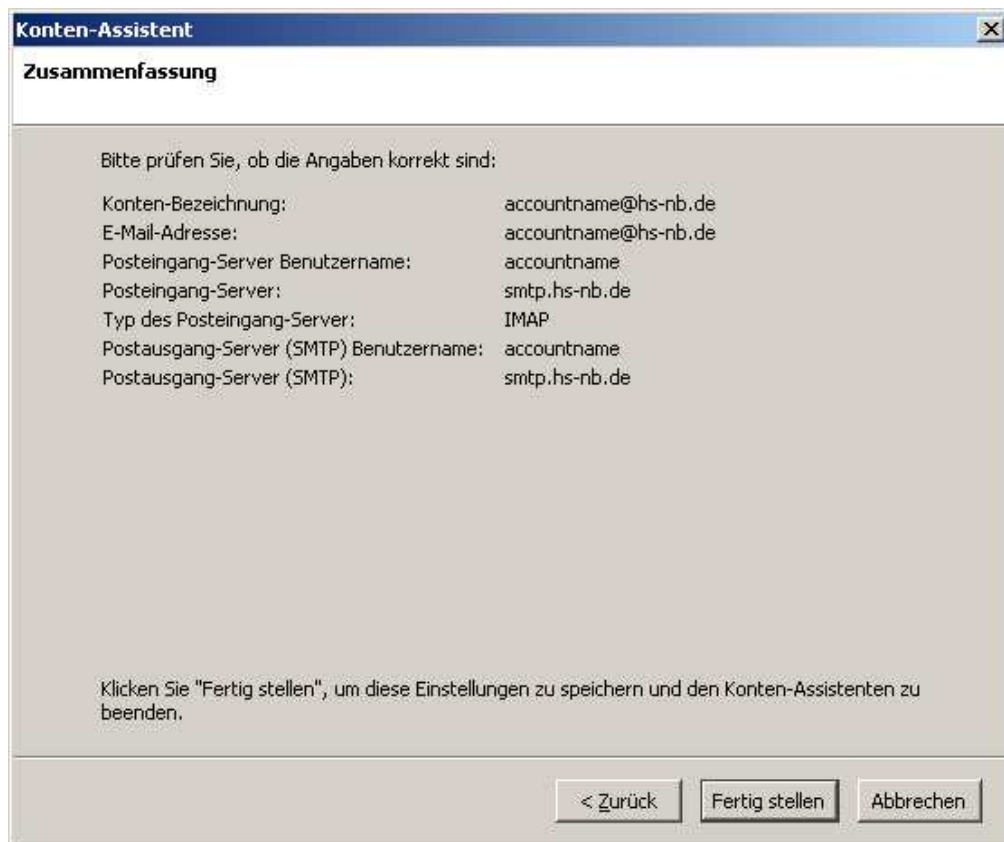 Konten-Assistent
Zusammenfassung
Bitte prüfen Sie, ob die Angaben korrekt sind:
Konten-Bezeichnung: accountname@hs-nb.de
E-Mail-Adresse: accountname@hs-nb.de
Posteingang-Server Benutzername: accountname
Posteingang-Server: smtp.hs-nb.de
Typ des Posteingang-Server: IMAP
Postausgang-Server (SMTP) Benutzername: accountname
Postausgang-Server (SMTP): smtp.hs-nb.de
Klicken Sie "Fertig stellen", um diese Einstellungen zu speichern und den Konten-Assistenten zu
beenden.
< Zurück Fertig stellen Abbrechen